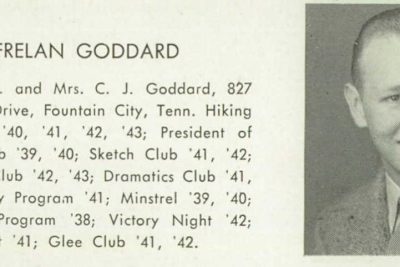 FRELAN GODDARD
. and Mrs. C. J. Goddard, 827
Drive, Fountain City, Tenn. Hiking
'40, '41, '42, '43; President of
'39, '40; Sketch Club '41, '42;
Club '42, '43; Dramatics Club '41,
Program '41; Minstrel '39, '40;
Program '38; Victory Night '42;
'41; Glee Club '41, '42.